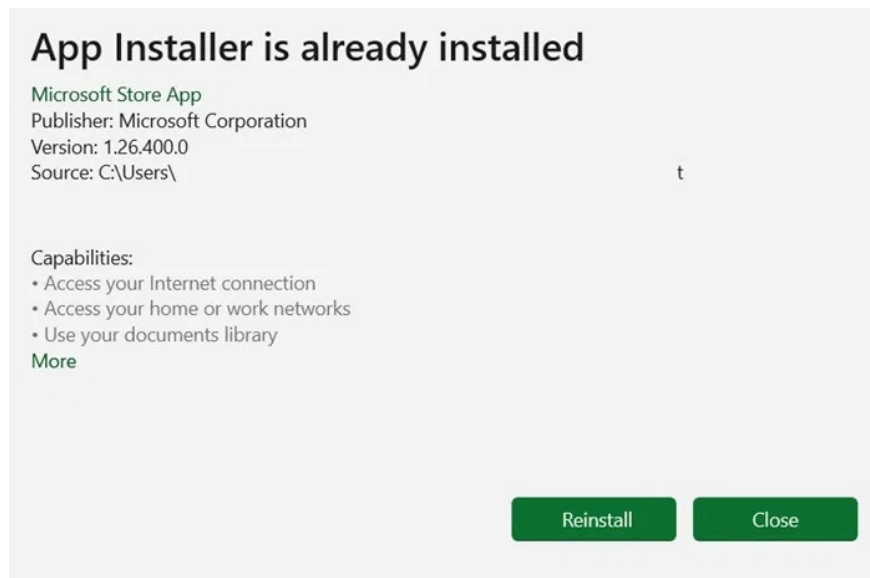 App Installer is already installed
Microsoft Store App
Publisher: Microsoft Corporation
Version: 1.26.400.0
Source: C:\Users\ t
Capabilities:
• Access your Internet connection
• Access your home or work networks
• Use your documents library
More
Reinstall Close